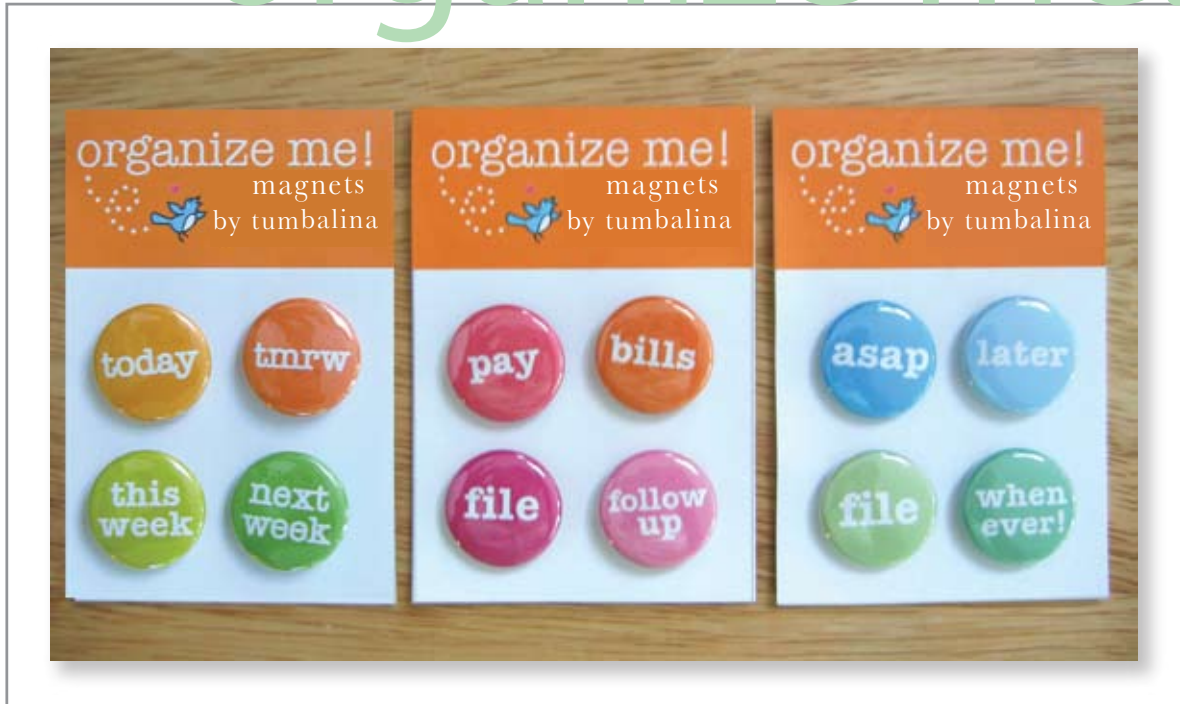 organize me!
magnets
by tumbalina
today
tmrw
this
week
next
week
organize me!
magnets
by tumbalina
pay
bills
file
follow
up
organize me!
magnets
by tumbalina
asap
later
file
when
ever!